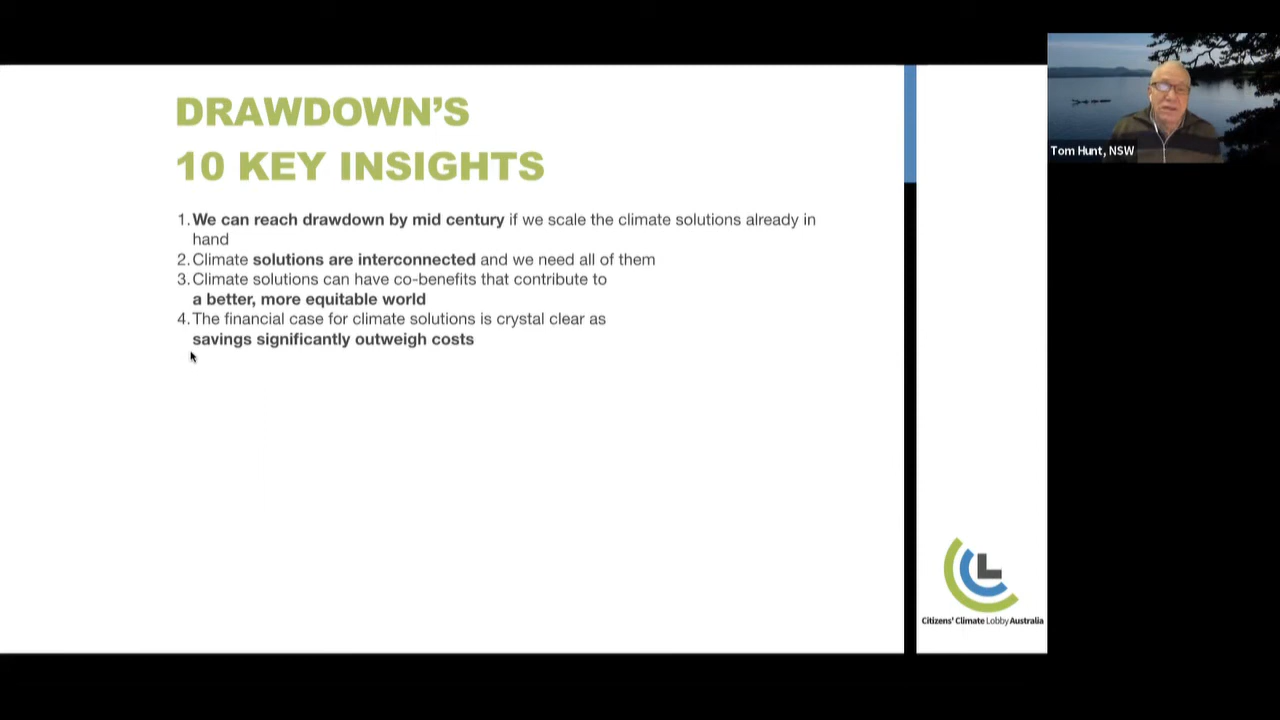 DRAWDOWN'S
10 KEY INSIGHTS
1. We can reach drawdown by mid century if we scale the climate solutions already in
hand
2. Climate solutions are interconnected and we need all of them
3. Climate solutions can have co-benefits that contribute to
a better, more equitable world
4. The financial case for climate solutions is crystal clear as
savings significantly outweigh costs
Tom Hunt, NSW
CCL
Citizens' Climate Lobby Australia